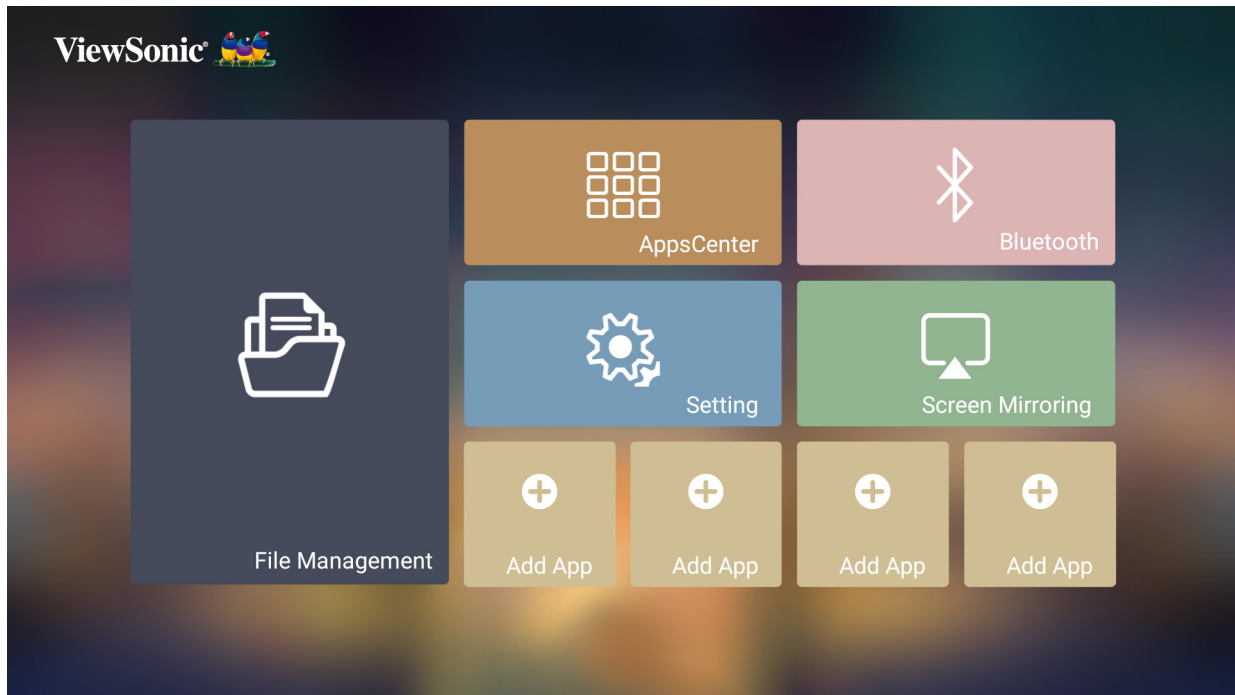 ViewSonic®
AppsCenter
Bluetooth
Setting
Screen Mirroring
File Management
Add App
Add App
Add App
Add App